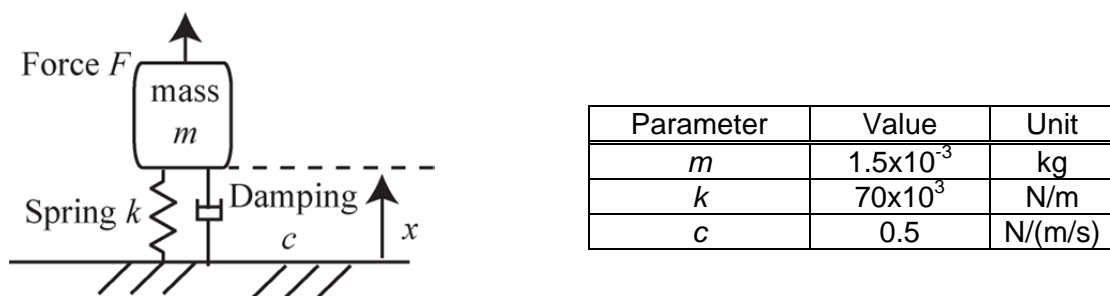 Force F
mass
m
Spring k
Damping
c
x
Parameter Value Unit
m 1.5x10⁻³ kg
k 70x10³ N/m
c 0.5 N/(m/s)